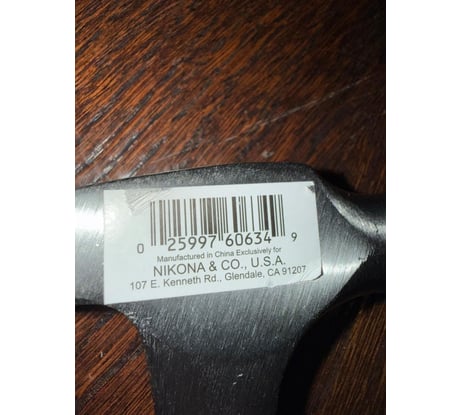 0 25997 60634 9
Manufactured in China Exclusively for
NIKONA & CO., U.S.A.
107 E. Kenneth Rd., Glendale, CA 91207